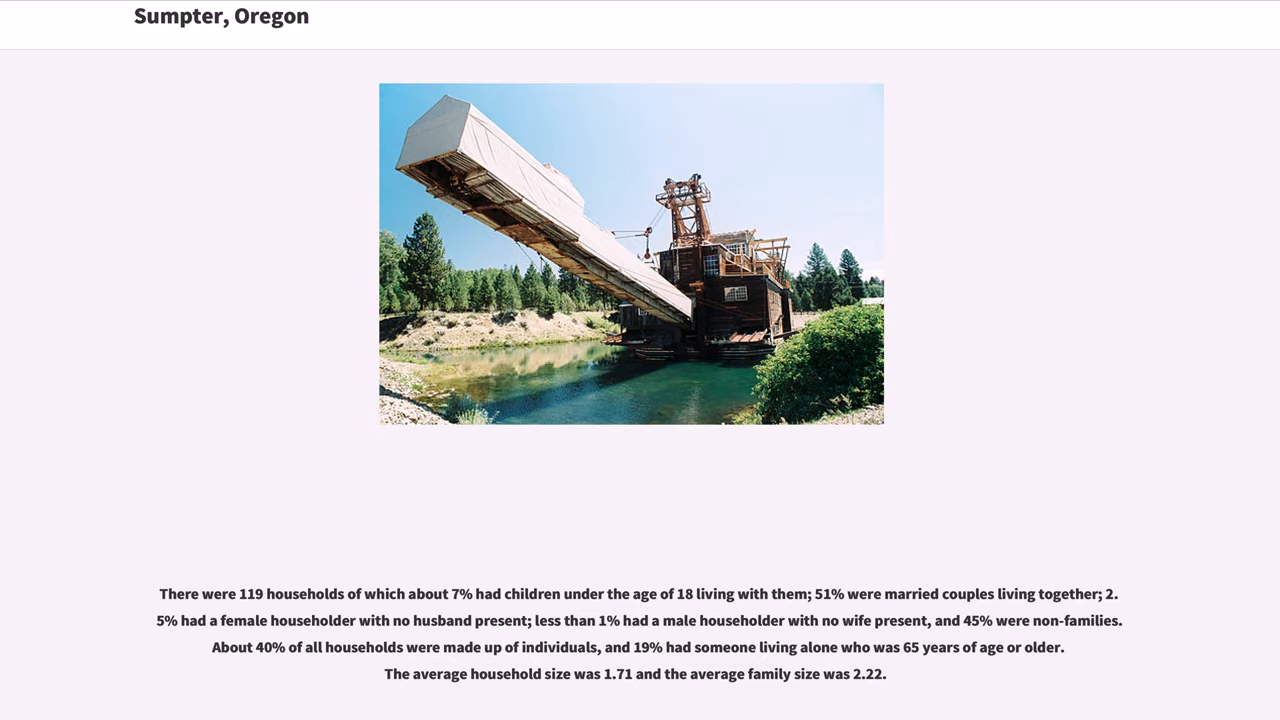 Sumpter, Oregon
There were 119 households of which about 7% had children under the age of 18 living with them; 51% were married couples living together; 2.
5% had a female householder with no husband present; less than 1% had a male householder with no wife present, and 45% were non-families.
About 40% of all households were made up of individuals, and 19% had someone living alone who was 65 years of age or older.
The average household size was 1.71 and the average family size was 2.22.